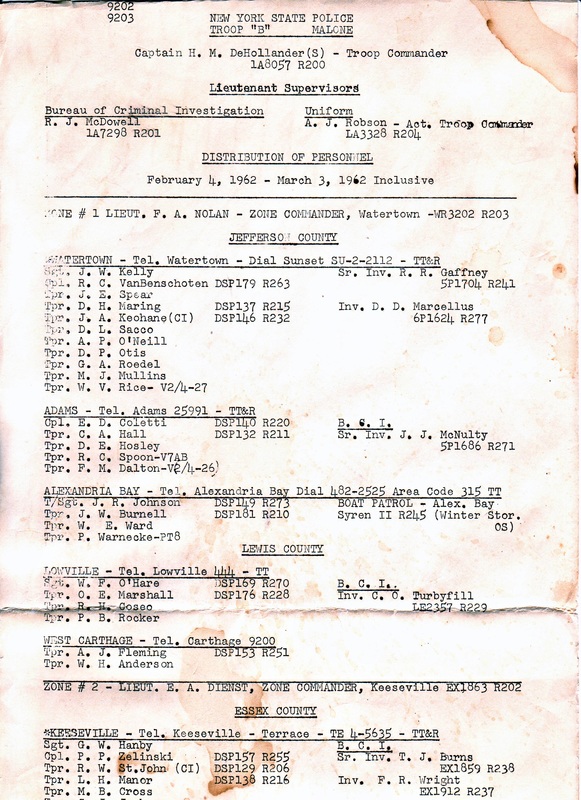 9202
9203
NEW YORK STATE POLICE
TROOP "B" MALONE
Captain H. M. DeHollander(S) - Troop Commander
1A8057 R200
Lieutenant Supervisors
Bureau of Criminal Investigation Uniform
R. J. McDowell A. J. Robson - Act. Troop Commander
1A7298 R201 LA3328 R204
DISTRIBUTION OF PERSONNEL
February 4, 1962 - March 3, 1962 Inclusive
ZONE # 1 LIEUT. F. A. NOLAN - ZONE COMMANDER, Watertown -WR3202 R203
JEFFERSON COUNTY
WATERTOWN - Tel. Watertown - Dial Sunset SU-2-2112 - TT&R
Sgt. J. W. Kelly Sr. Inv. R. R. Gaffney
Cpl. R. C. VanBenschoten DSP179 R263 5P1704 R241
Tpr. J. E. Spear
Tpr. D. H. Maring DSP137 R215 Inv. D. D. Marcellus
Tpr. J. A. Keohane(CI) DSP146 R232 6P1624 R277
Tpr. D. L. Sacco
Tpr. A. P. O'Neill
Tpr. D. P. Otis
Tpr. G. A. Roedel
Tpr. M. J. Mullins
Tpr. W. V. Rice- V2/4-27
ADAMS - Tel. Adams 25991 - TT&R
Cpl. E. D. Coletti DSP140 R220 B. C. I.
Tpr. C. A. Hall DSP132 R211 Sr. Inv. J. J. McNulty
Tpr. D. E. Hosley 5P1686 R271
Tpr. R. C. Spoon-V7AB
Tpr. F. M. Dalton-V(2/4-26)
ALEXANDRIA BAY - Tel. Alexandria Bay Dial 482-2525 Area Code 315 TT
T/Sgt. J. R. Johnson DSP149 R273 BOAT PATROL - Alex. Bay
Tpr. J. W. Burnell DSP181 R210 Syren II R245 (Winter Stor.
Tpr. W. E. Ward OS)
Tpr. P. Warnecke-PT8
LEWIS COUNTY
LOWVILLE - Tel. Lowville 444 - TT
Sgt. W. F. O'Hare DSP169 R270 B. C. I.
Tpr. O. E. Marshall DSP176 R228 Inv. C. C. Turbyfill
Tpr. R. H. Coseo LE2357 R229
Tpr. P. B. Rocker
WEST CARTHAGE - Tel. Carthage 9200
Tpr. A. J. Fleming DSP153 R251
Tpr. W. H. Anderson
ZONE # 2 - LIEUT. E. A. DIENST, ZONE COMMANDER, Keeseville EX1863 R202
ESSEX COUNTY
*KEESEVILLE - Tel. Keeseville - Terrace - TE 4-5635 - TT&R
Sgt. G. W. Hanby B. C. I.
Cpl. P. P. Zelinski DSP157 R255 Sr. Inv. T. J. Burns
Tpr. R. W. St.John (CI) DSP129 R206 EX1859 R238
Tpr. L. H. Manor DSP138 R216 Inv. F. R. Wright
Tpr. M. B. Cross EX1912 R237